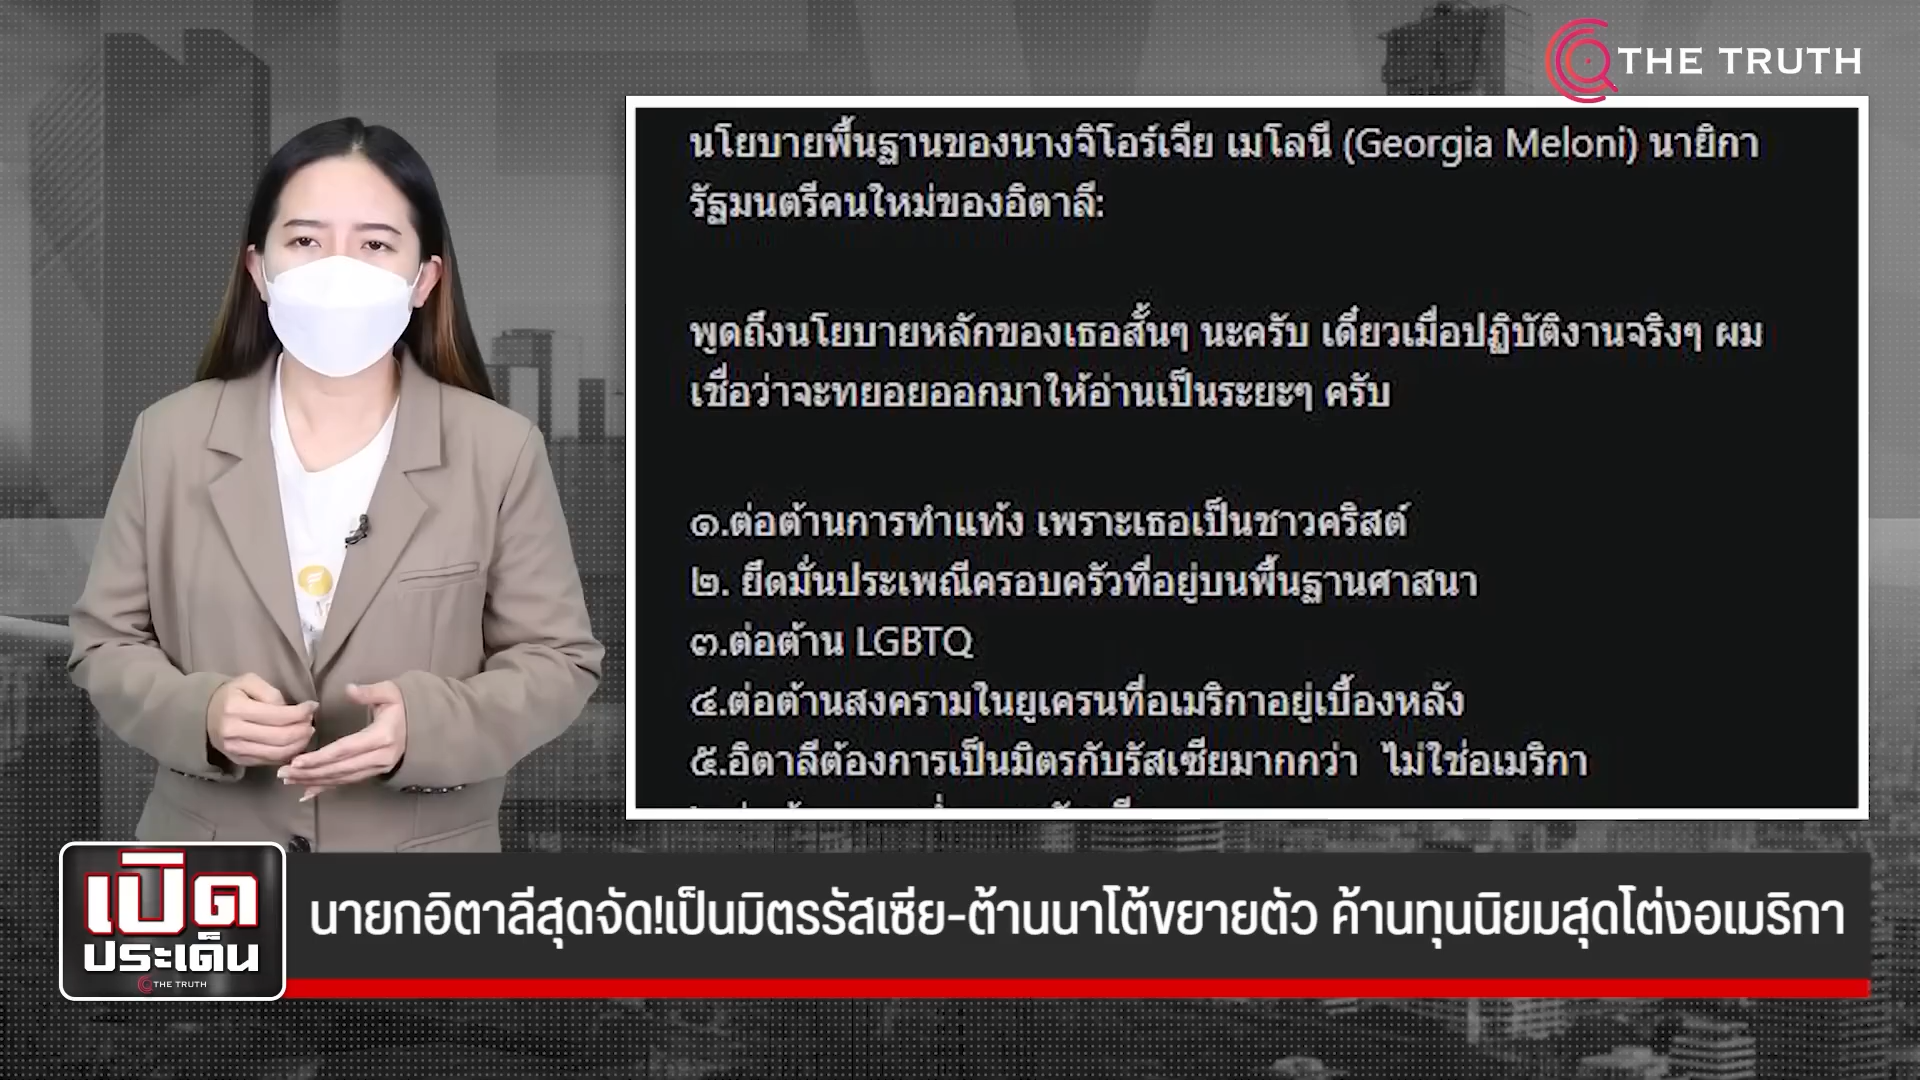 THE TRUTH
นโยบายพื้นฐานของนางจิโอร์เจีย เมโลนี (Georgia Meloni) นายิกา
รัฐมนตรีคนใหม่ของอิตาลี:
พูดถึงนโยบายหลักของเธอสั้นๆ นะครับ เดี๋ยวเมื่อปฏิบัติงานจริงๆ ผม
เชื่อว่าจะทยอยออกมาให้อ่านเป็นระยะๆ ครับ
๑.ต่อต้านการทำแท้ง เพราะเธอเป็นชาวคริสต์
๒. ยึดมั่นประเพณีครอบครัวที่อยู่บนพื้นฐานศาสนา
๓.ต่อต้าน LGBTQ
๔.ต่อต้านสงครามในยูเครนที่อเมริกาอยู่เบื้องหลัง
๕.อิตาลีต้องการเป็นมิตรกับรัสเซียมากกว่า ไม่ใช่อเมริกา
เปิด
ประเด็น
THE TRUTH
นายกอิตาลีสุดจัด!เป็นมิตรรัสเซีย-ต้านนาโต้ขยายตัว ค้านทุนนิยมสุดโต่งอเมริกา